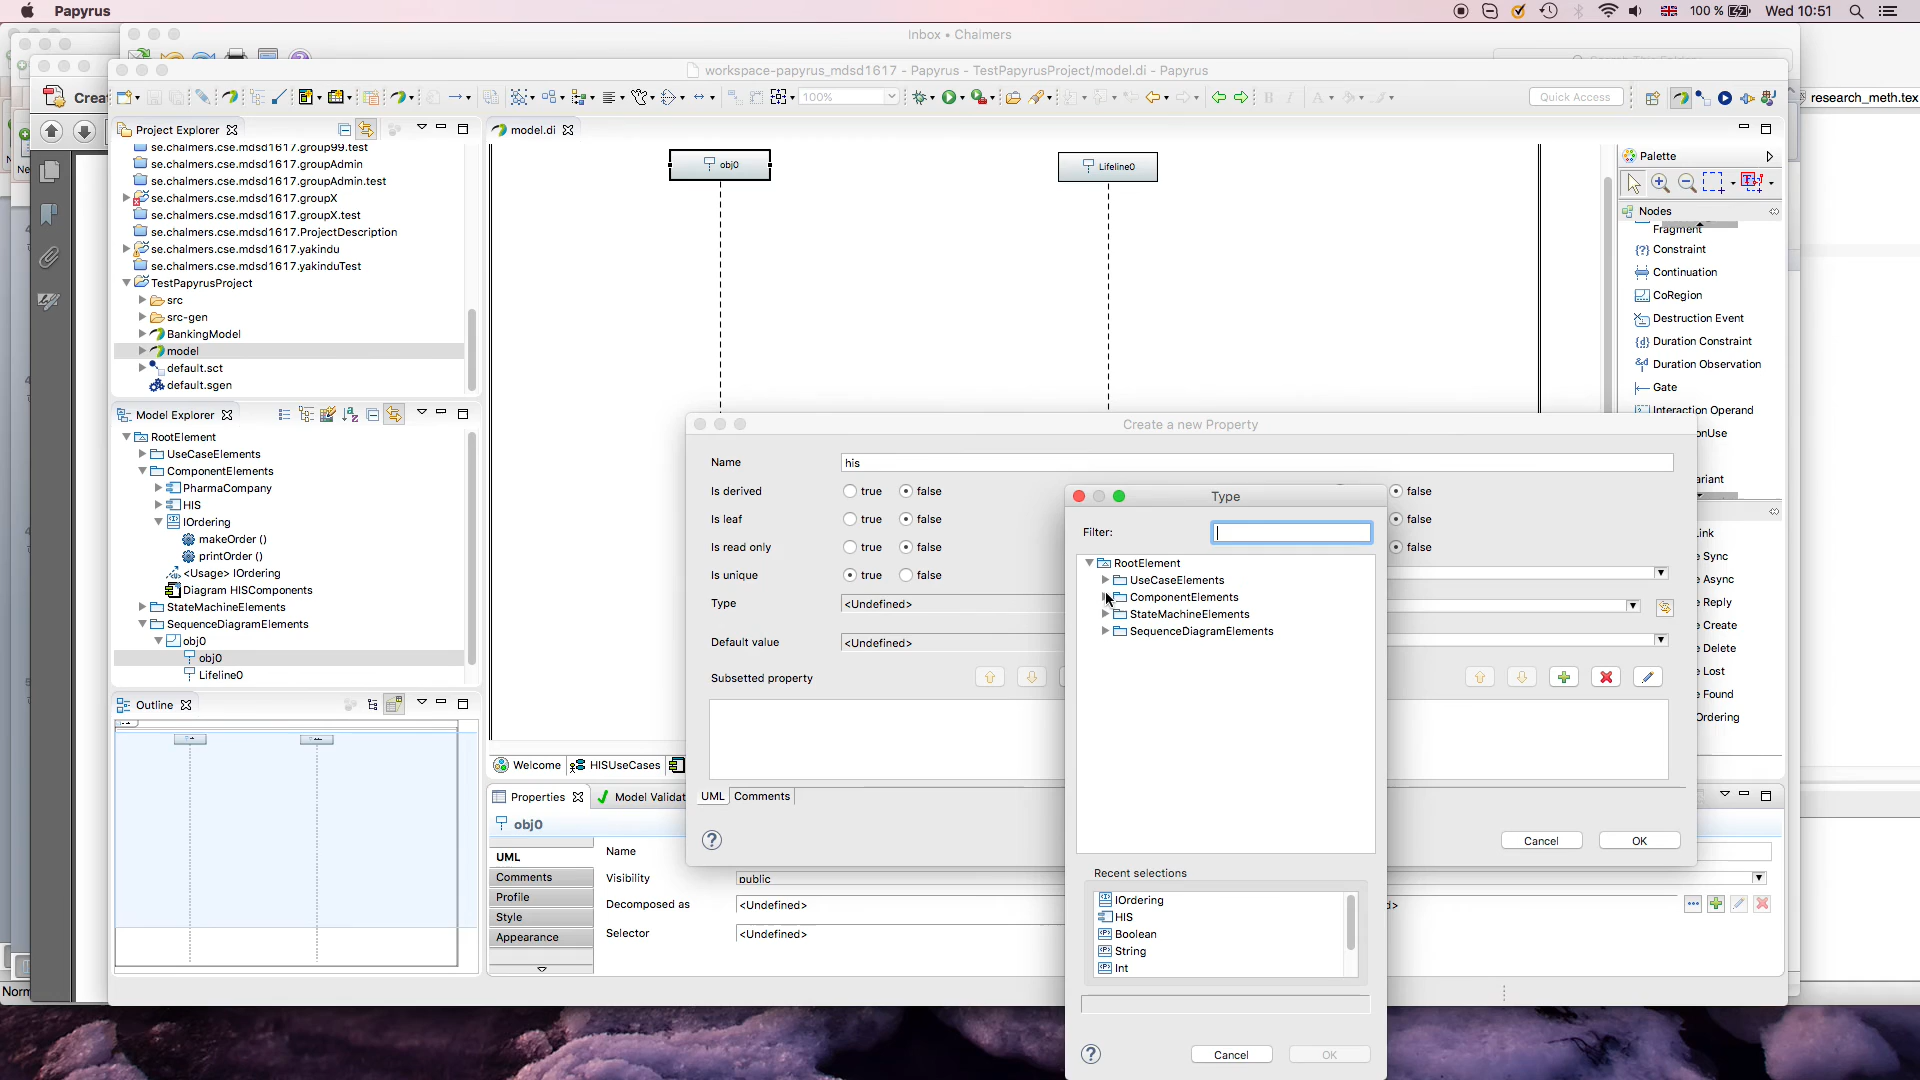 Papyrus
100 %
Wed 10:51
Inbox • Chalmers
workspace-papyrus_mdsd1617 - Papyrus - TestPapyrusProject/model.di - Papyrus
Crea
100%
Quick Access
research_meth.tex
Project Explorer
model.di
se.chalmers.cse.mdsd1617.group99.test
se.chalmers.cse.mdsd1617.groupAdmin
se.chalmers.cse.mdsd1617.groupAdmin.test
se.chalmers.cse.mdsd1617.groupX
se.chalmers.cse.mdsd1617.groupX.test
se.chalmers.cse.mdsd1617.ProjectDescription
se.chalmers.cse.mdsd1617.yakindu
se.chalmers.cse.mdsd1617.yakinduTest
TestPapyrusProject
src
src-gen
BankingModel
model
default.sct
default.sgen
obj0
Lifeline0
Palette
Nodes
Fragment
Constraint
Continuation
CoRegion
Destruction Event
Duration Constraint
Duration Observation
Gate
Interaction Operand
onUse
ariant
ink
e Sync
e Async
e Reply
e Create
e Delete
e Lost
e Found
Ordering
Model Explorer
RootElement
UseCaseElements
ComponentElements
PharmaCompany
HIS
IOrdering
makeOrder ()
printOrder ()
<Usage> IOrdering
Diagram HISComponents
StateMachineElements
SequenceDiagramElements
obj0
obj0
Lifeline0
Outline
Create a new Property
Name
his
Is derived
true
false
false
Is leaf
true
false
false
Is read only
true
false
false
Is unique
true
false
Type
<Undefined>
Default value
<Undefined>
Subsetted property
UML
Comments
Cancel
OK
Type
Filter:
RootElement
UseCaseElements
ComponentElements
StateMachineElements
SequenceDiagramElements
Recent selections
IOrdering
HIS
Boolean
String
Int
Cancel
OK
Welcome
HISUseCases
Properties
Model Validat
obj0
UML
Comments
Profile
Style
Appearance
Name
Visibility
public
Decomposed as
<Undefined>
d>
Selector
<Undefined>
Norm